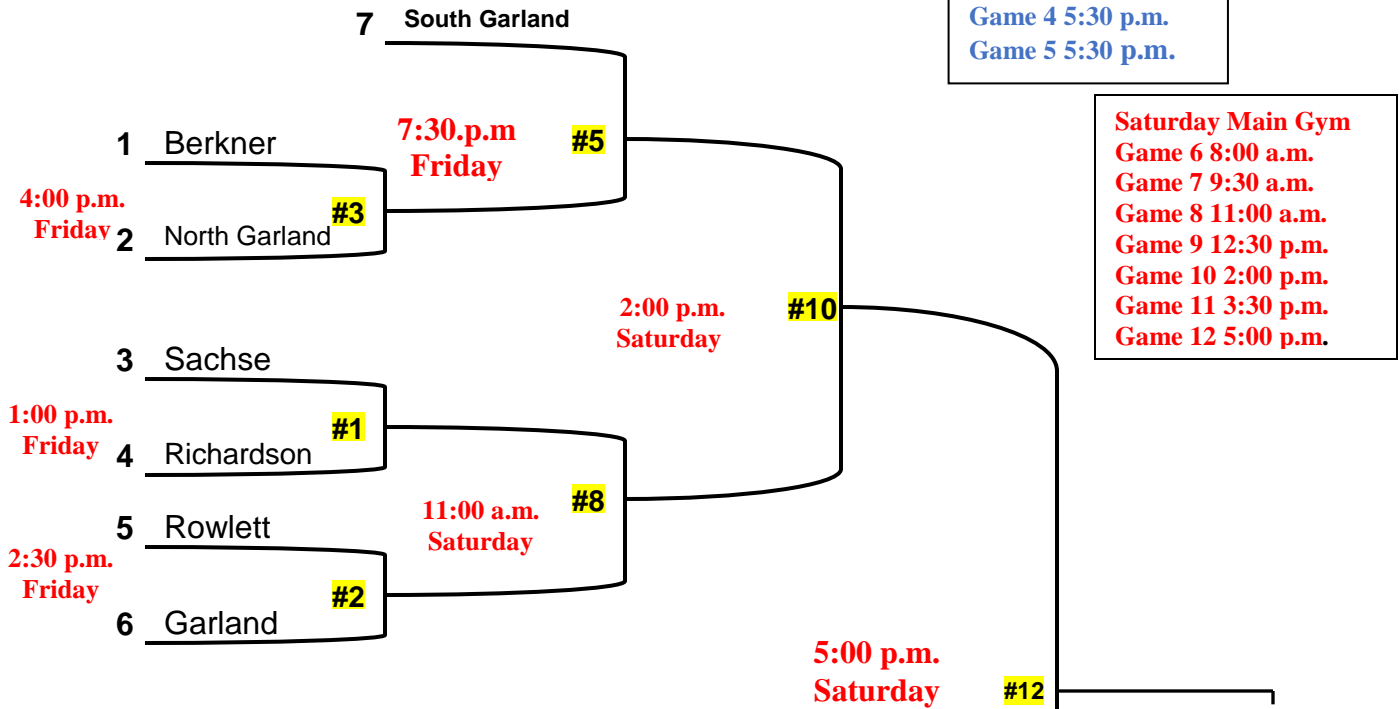 7 South Garland
Game 4 5:30 p.m.
Game 5 5:30 p.m.
1 Berkner
7:30.p.m
Friday
#5
4:00 p.m.
Friday
#3
2 North Garland
Saturday Main Gym
Game 6 8:00 a.m.
Game 7 9:30 a.m.
Game 8 11:00 a.m.
Game 9 12:30 p.m.
Game 10 2:00 p.m.
Game 11 3:30 p.m.
Game 12 5:00 p.m.
2:00 p.m.
Saturday
#10
3 Sachse
1:00 p.m.
Friday
#1
4 Richardson
11:00 a.m.
Saturday
#8
5 Rowlett
2:30 p.m.
Friday
#2
6 Garland
5:00 p.m.
Saturday
#12